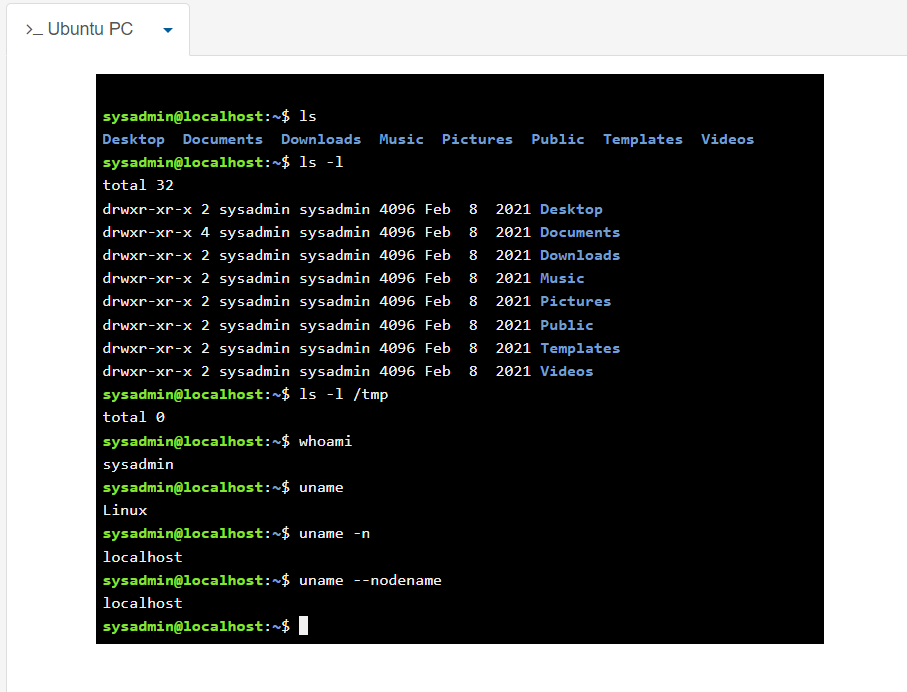 >_ Ubuntu PC
sysadmin@localhost:~$ ls
Desktop  Documents  Downloads  Music  Pictures  Public  Templates  Videos
sysadmin@localhost:~$ ls -l
total 32
drwxr-xr-x 2 sysadmin sysadmin 4096 Feb  8  2021 Desktop
drwxr-xr-x 4 sysadmin sysadmin 4096 Feb  8  2021 Documents
drwxr-xr-x 2 sysadmin sysadmin 4096 Feb  8  2021 Downloads
drwxr-xr-x 2 sysadmin sysadmin 4096 Feb  8  2021 Music
drwxr-xr-x 2 sysadmin sysadmin 4096 Feb  8  2021 Pictures
drwxr-xr-x 2 sysadmin sysadmin 4096 Feb  8  2021 Public
drwxr-xr-x 2 sysadmin sysadmin 4096 Feb  8  2021 Templates
drwxr-xr-x 2 sysadmin sysadmin 4096 Feb  8  2021 Videos
sysadmin@localhost:~$ ls -l /tmp
total 0
sysadmin@localhost:~$ whoami
sysadmin
sysadmin@localhost:~$ uname
Linux
sysadmin@localhost:~$ uname -n
localhost
sysadmin@localhost:~$ uname --nodename
localhost
sysadmin@localhost:~$